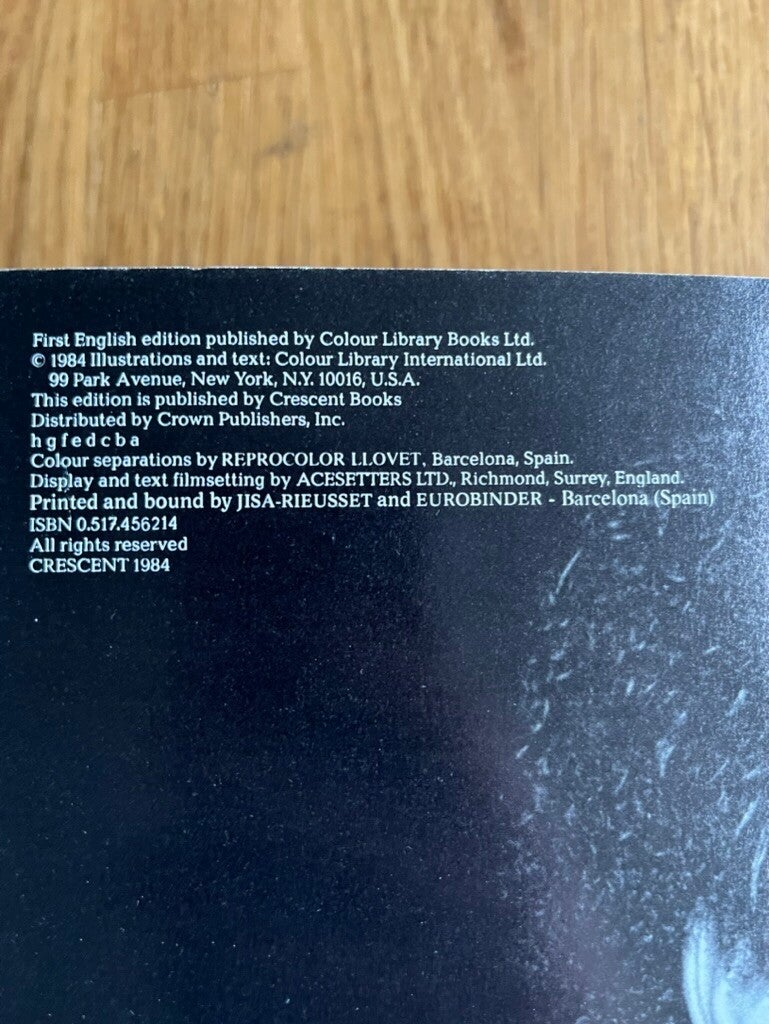 First English edition published by Colour Library Books Ltd.
© 1984 Illustrations and text: Colour Library International Ltd.
99 Park Avenue, New York, N.Y. 10016, U.S.A.
This edition is published by Crescent Books
Distributed by Crown Publishers, Inc.
h g f e d c b a
Colour separations by REPROCOLOR LLOVET, Barcelona, Spain.
Display and text filmsetting by ACESETTERS LTD., Richmond, Surrey, England.
Printed and bound by JISA-RIEUSSET and EUROBINDER - Barcelona (Spain)
ISBN 0.517.456214
All rights reserved
CRESCENT 1984